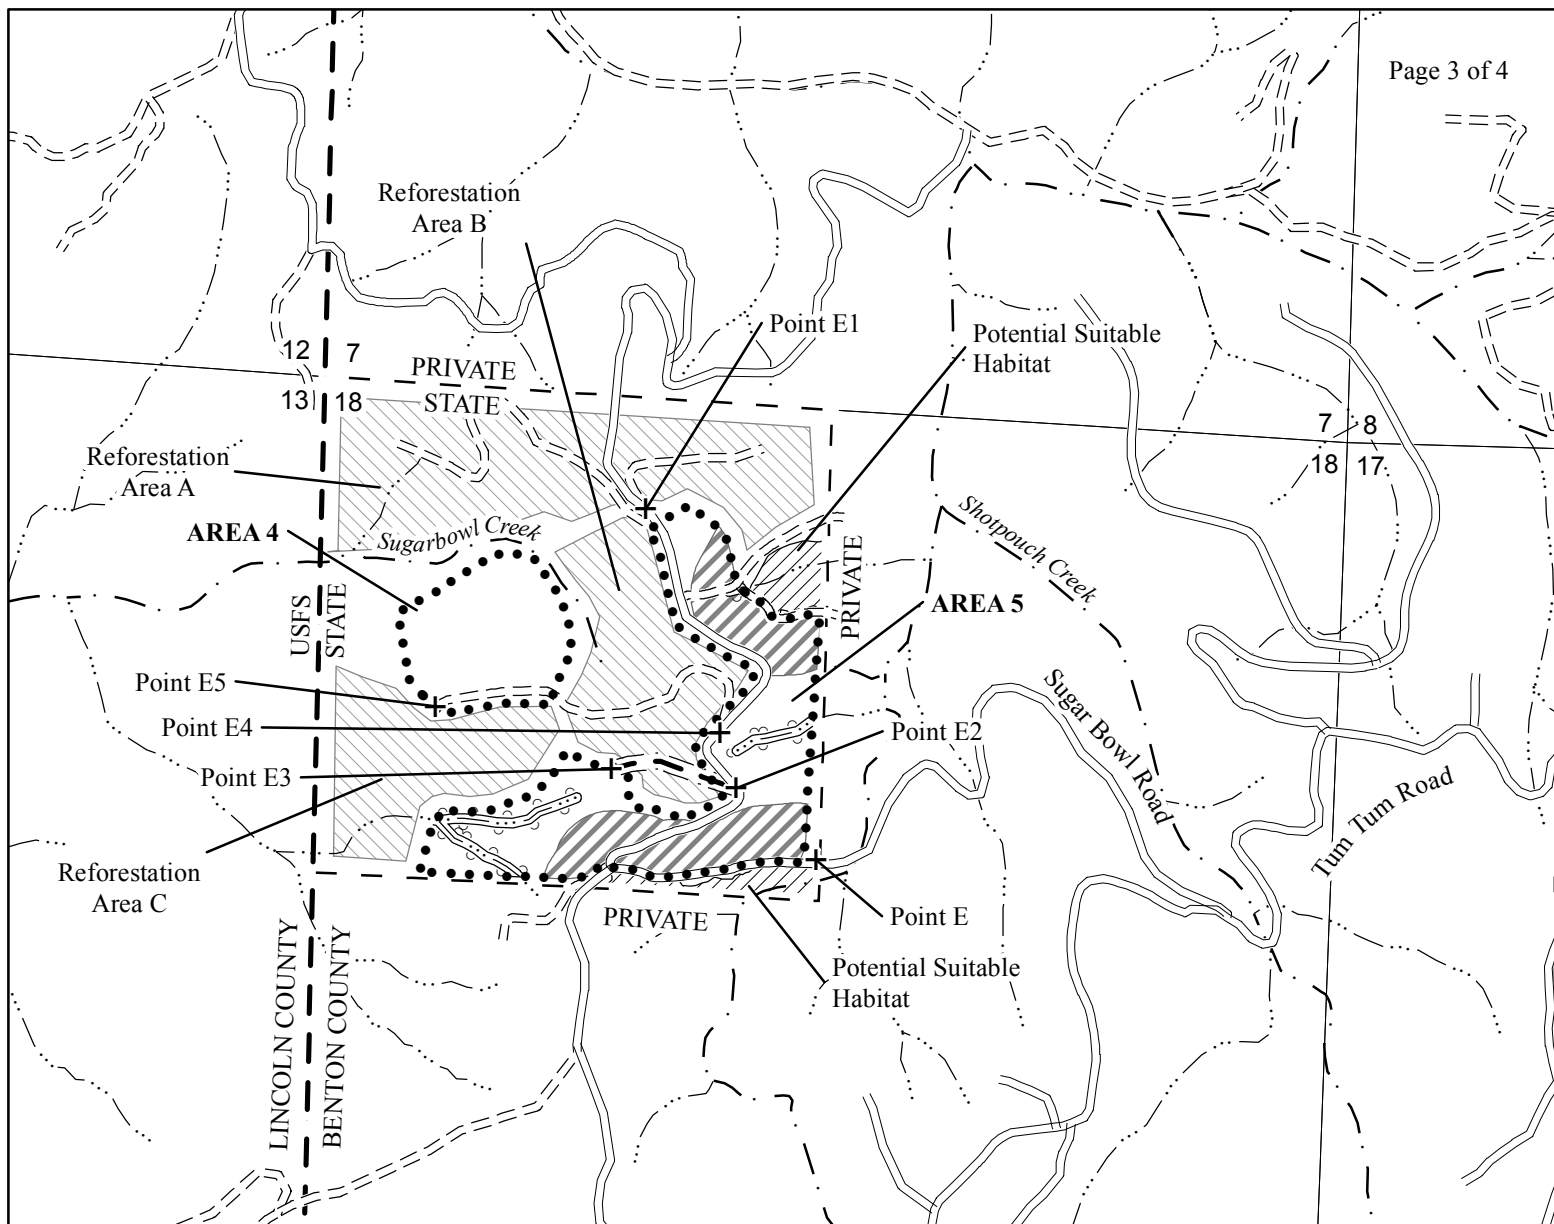 Page 3 of 4
Reforestation
Area B
Point E1
Potential Suitable
Habitat
12
7
PRIVATE
13
18
STATE
7
8
18
17
Reforestation
Area A
AREA 4
Sugarbowl Creek
Shotpouch Creek
PRIVATE
AREA 5
USFS
STATE
Point E5
Point E4
Point E2
Point E3
Sugar Bowl Road
Tum Tum Road
Reforestation
Area C
PRIVATE
Point E
Potential Suitable
Habitat
LINCOLN COUNTY
BENTON COUNTY